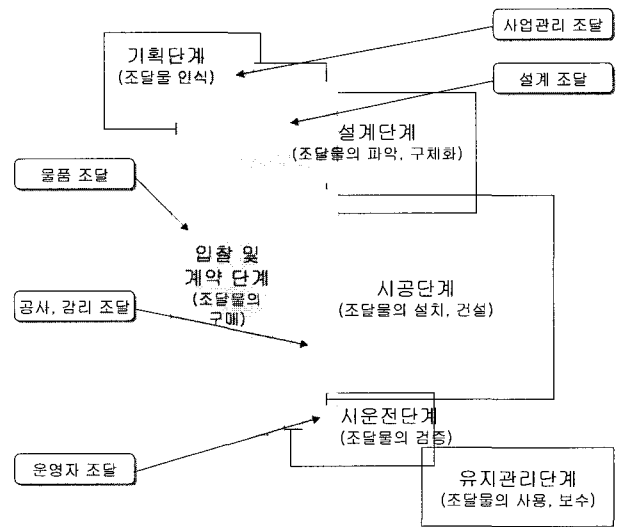 사업관리 조달
기획단계
(조달물 인식)
설계 조달
설계단계
(조달물의 파악, 구체화)
물품 조달
입찰 및
계약 단계
(조달물의
구매)
시공단계
(조달물의 설치, 건설)
공사, 감리 조달
시운전단계
(조달물의 검증)
운영자 조달
유지관리단계
(조달물의 사용, 보수)